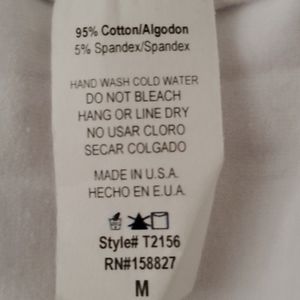 95% Cotton/Algodon
5% Spandex/Spandex
HAND WASH COLD WATER
DO NOT BLEACH
HANG OR LINE DRY
NO USAR CLORO
SECAR COLGADO
MADE IN U.S.A.
HECHO EN E.U.A.
Style# T2156
RN#158827
M